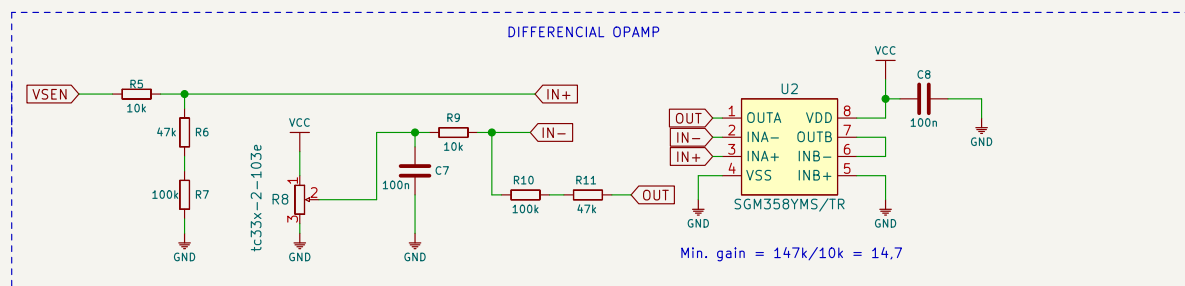 DIFFERENCIAL OPAMP
VSEN
R5
10k
IN+
47k
R6
100k
R7
GND
tc33x-2-103e
VCC
R8
1
2
3
GND
100n
C7
GND
R9
10k
IN-
R10
100k
R11
47k
OUT
U2
OUT
1
OUTA
IN-
2
INA-
IN+
3
INA+
4
VSS
VDD
8
OUTB
7
INB-
6
INB+
5
SGM358YMS/TR
GND
GND
VCC
C8
100n
GND
Min. gain = 147k/10k = 14,7